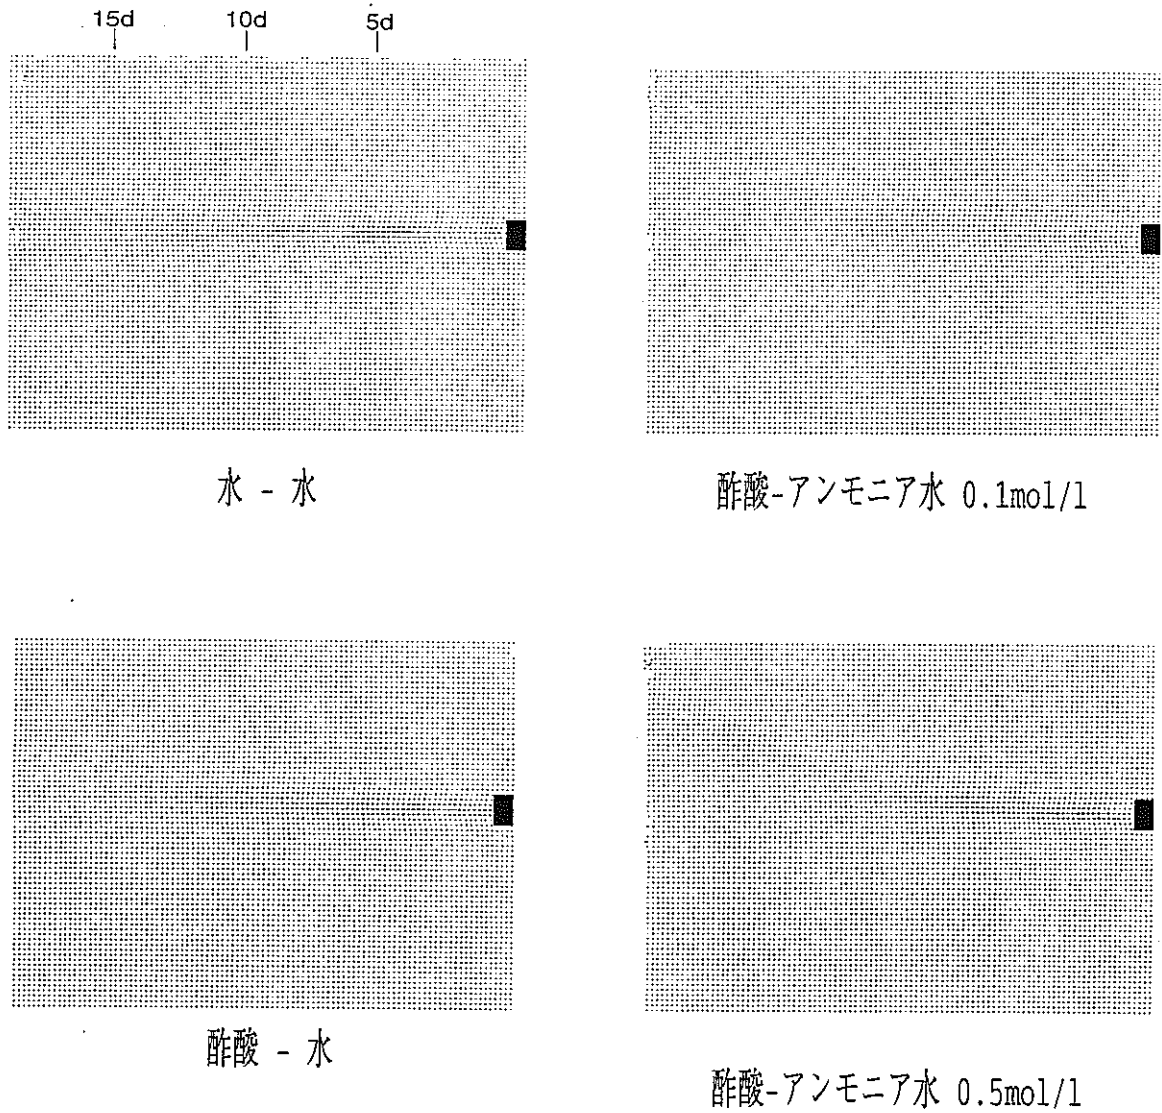 15d 10d 5d
水 - 水
酢酸-アンモニア水 0.1mol/l
酢酸 - 水
酢酸-アンモニア水 0.5mol/l